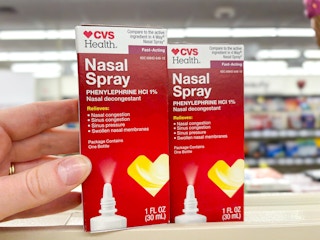 CVS
Health.
Compare to the active
ingredient in 4-Way®
Nasal Spray*
Fast-Acting
Nasal
Spray
PHENYLEPHRINE HCl 1%
Nasal decongestant
Relieves:
• Nasal congestion
• Sinus congestion
• Sinus pressure
• Swollen nasal membranes
Package Contains
One Bottle
1 FL OZ
(30 mL)
CVS
Health.
Compare to the active
ingredient in 4-Way®
Nasal Spray*
Fast-Acting
Nasal
Spray
PHENYLEPHRINE HCl 1%
Nasal decongestant
Relieves:
• Nasal congestion
• Sinus congestion
• Sinus pressure
• Swollen nasal membranes
Package Contains
One Bottle
1 FL OZ
(30 mL)